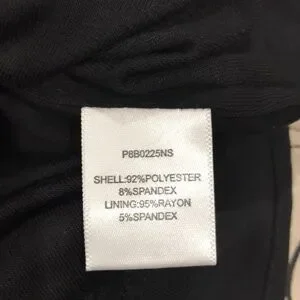 P8B0225NS
SHELL:92%POLYESTER
8%SPANDEX
LINING:95%RAYON
5%SPANDEX